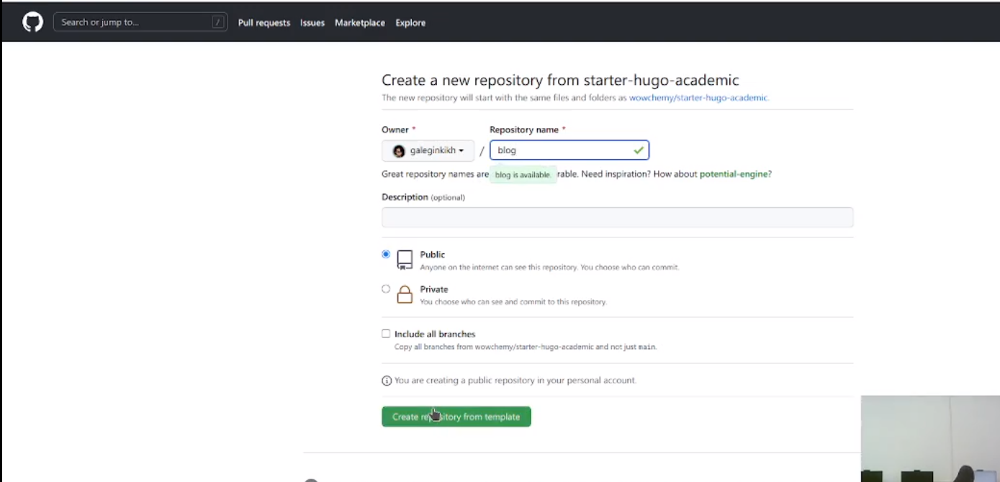 Search or jump to... / Pull requests Issues Marketplace Explore
Create a new repository from starter-hugo-academic
The new repository will start with the same files and folders as wowchemy/starter-hugo-academic.
Owner * Repository name *
galeginkikh / blog
Great repository names are blog is available. rable. Need inspiration? How about potential-engine?
Description (optional)
Public
Anyone on the internet can see this repository. You choose who can commit.
Private
You choose who can see and commit to this repository.
Include all branches
Copy all branches from wowchemy/starter-hugo-academic and not just main.
You are creating a public repository in your personal account.
Create repository from template